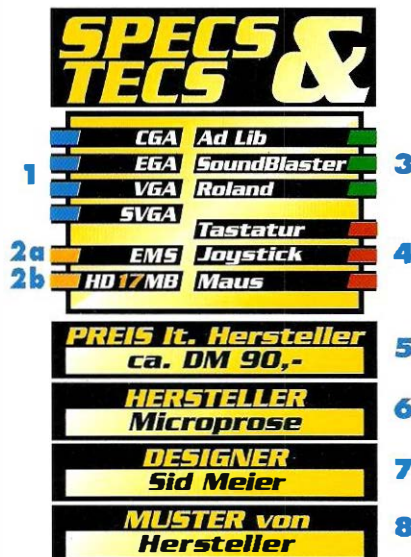 SPECS &
TECS
1
CGA
EGA
VGA
SVGA
2a EMS
2b HD 17MB
Ad Lib
SoundBlaster
Roland
3
Tastatur
Joystick
Maus
4
PREIS lt. Hersteller
ca. DM 90,-
5
HERSTELLER
Microprose
6
DESIGNER
Sid Meier
7
MUSTER von
Hersteller
8